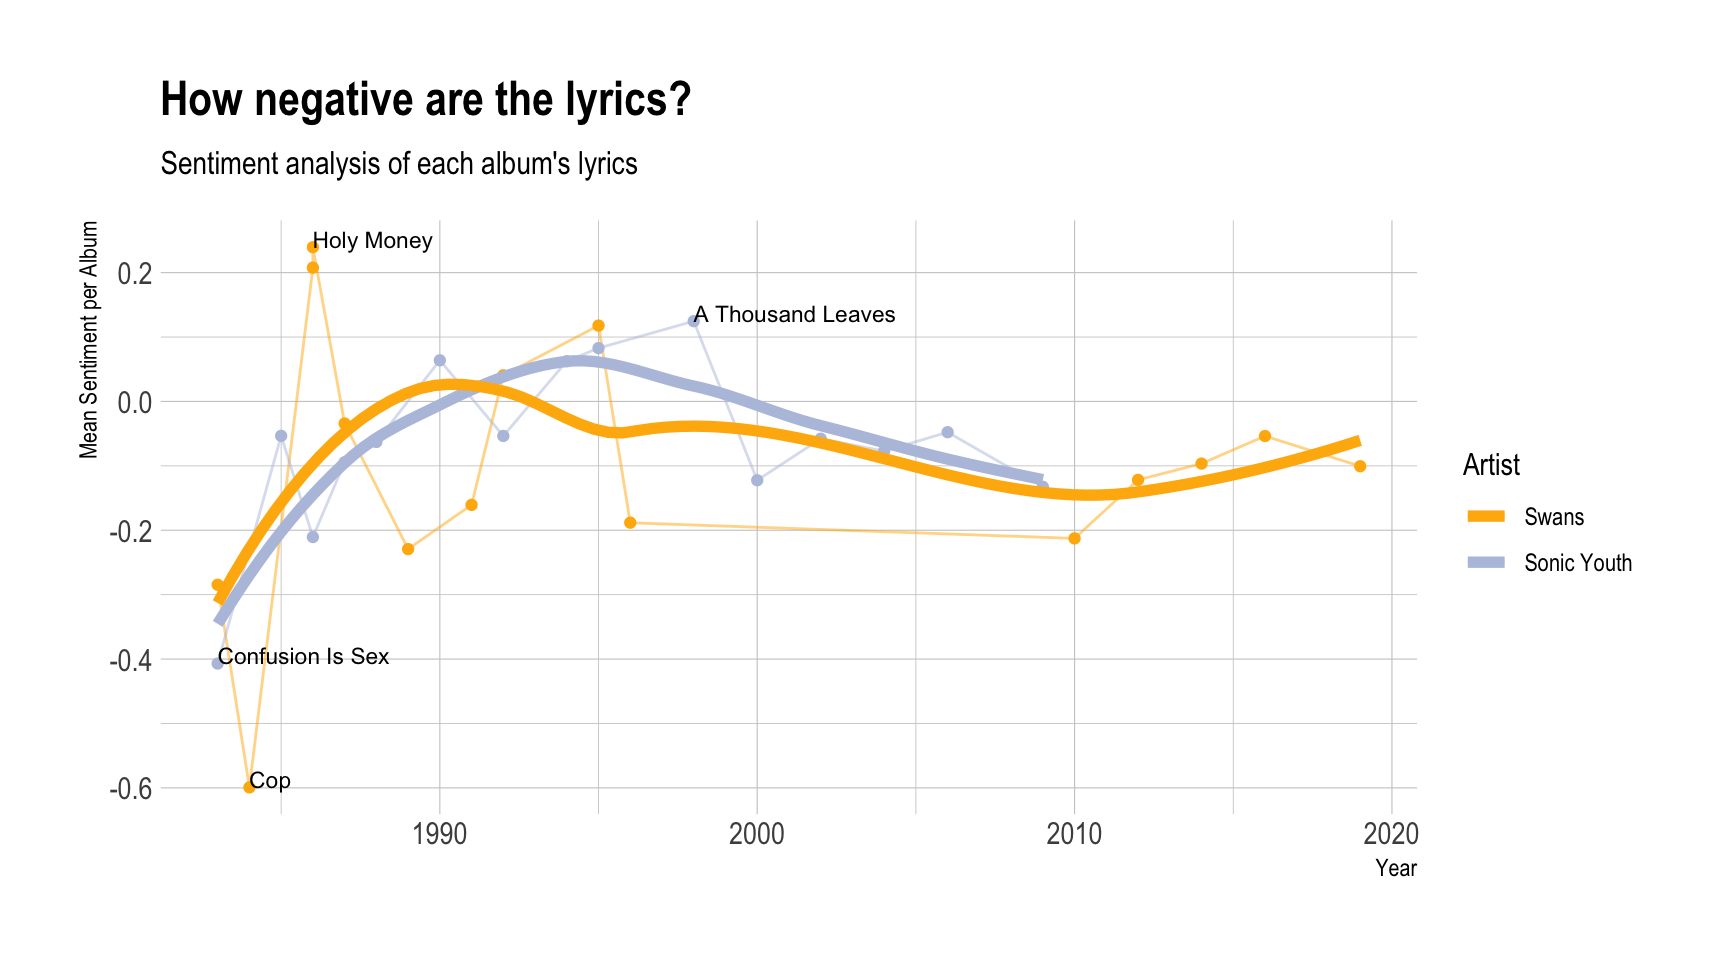 How negative are the lyrics?
Sentiment analysis of each album's lyrics
Mean Sentiment per Album
0.2
0.0
-0.2
-0.4
-0.6
Holy Money
A Thousand Leaves
Confusion Is Sex
Cop
1990
2000
2010
2020
Year
Artist
Swans
Sonic Youth